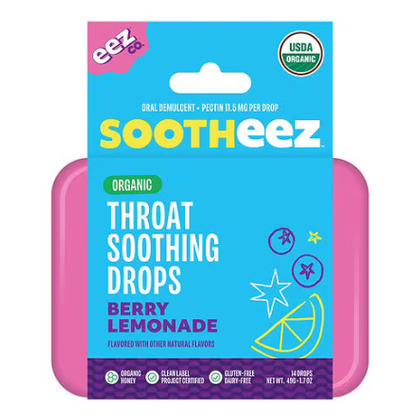 eez
co.
USDA
ORGANIC
ORAL DEMULCENT • PECTIN 11.5 MG PER DROP
SOOTHeez™
ORGANIC
THROAT
SOOTHING
DROPS
BERRY
LEMONADE
FLAVORED WITH OTHER NATURAL FLAVORS
ORGANIC
HONEY
CLEAN LABEL
PROJECT CERTIFIED
GLUTEN-FREE
DAIRY-FREE
14 DROPS
NET WT. 49G•1.7 OZ